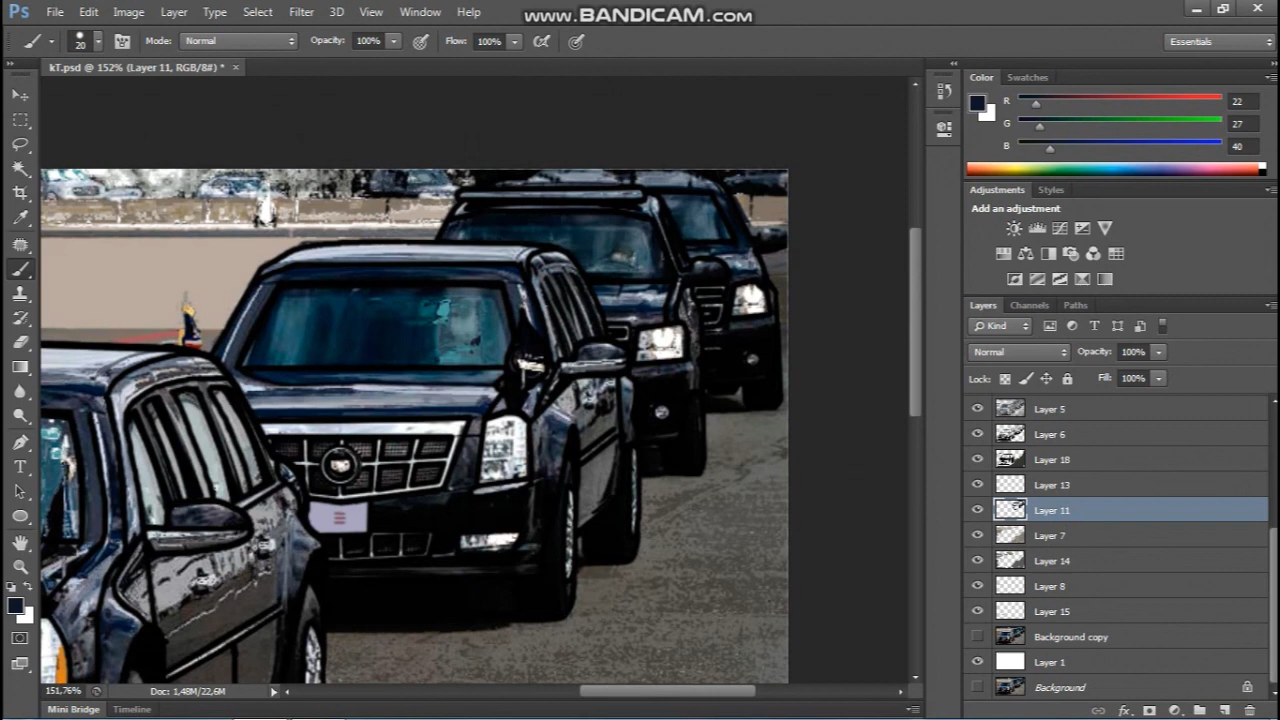 Ps File Edit Image Layer Type Select Filter 3D View Window Help
www.BANDICAM.com
20 Mode: Normal Opacity: 100% Flow: 100% Essentials
kT.psd @ 152% (Layer 11, RGB/8#) * ×
Color Swatches
R 22
G 27
B 40
Adjustments Styles
Add an adjustment
Layers Channels Paths
Kind
Normal Opacity: 100%
Lock: Fill: 100%
Layer 5
Layer 6
Layer 18
Layer 13
Layer 11
Layer 7
Layer 14
Layer 8
Layer 15
Background copy
Layer 1
Background
151,76% Doc: 1,48M/22,6M
Mini Bridge Timeline